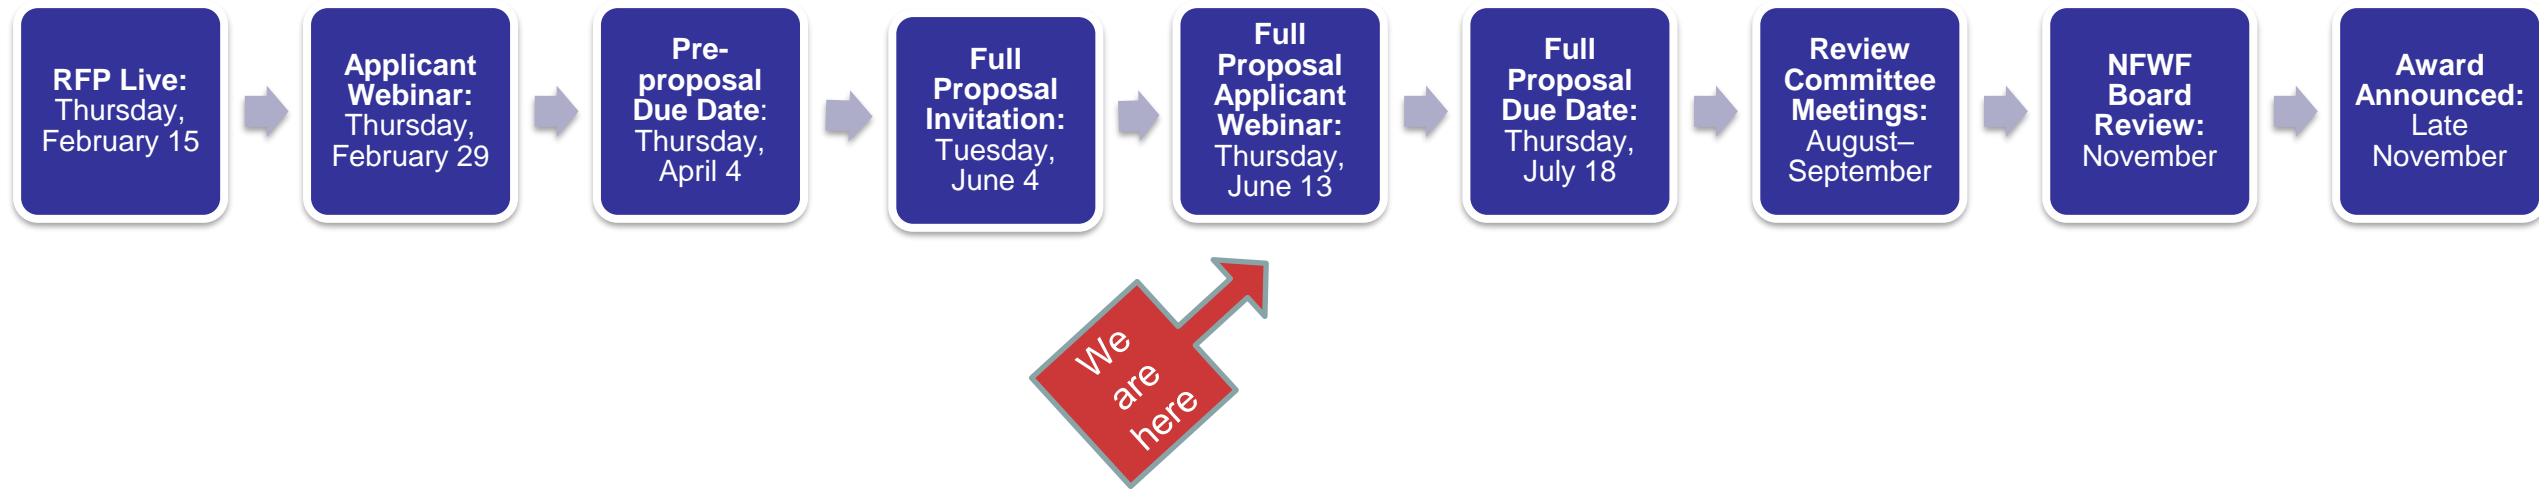 RFP Live:
Thursday,
February 15
Applicant
Webinar:
Thursday,
February 29
Pre-
proposal
Due Date:
Thursday,
April 4
Full
Proposal
Invitation:
Tuesday,
June 4
Full
Proposal
Applicant
Webinar:
Thursday,
June 13
Full
Proposal
Due Date:
Thursday,
July 18
Review
Committee
Meetings:
August–
September
NFWF
Board
Review:
November
Award
Announced:
Late
November
We
are
here